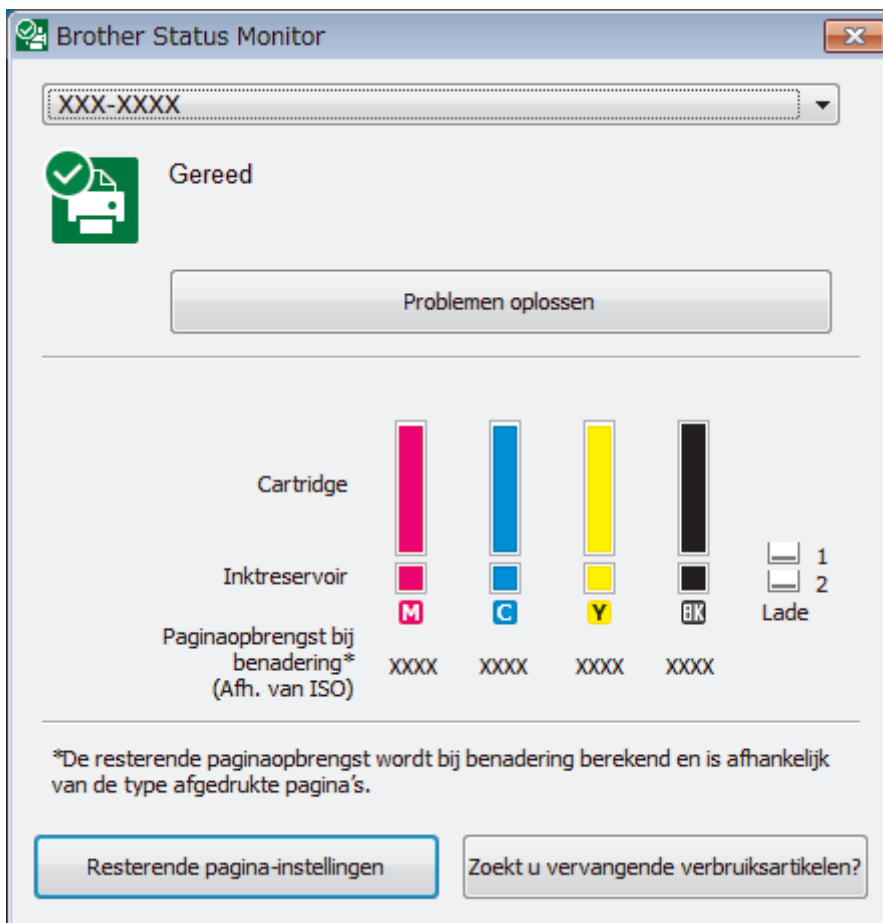 Brother Status Monitor
XXX-XXXX
Gereed
Problemen oplossen
Cartridge
Inktreservoir
1
2
M C Y BK
Lade
Paginaopbrengst bij
benadering*
(Afh. van ISO)
XXXX XXXX XXXX XXXX
*De resterende paginaopbrengst wordt bij benadering berekend en is afhankelijk
van de type afgedrukte pagina's.
Resterende pagina-instellingen
Zoekt u vervangende verbruiksartikelen?